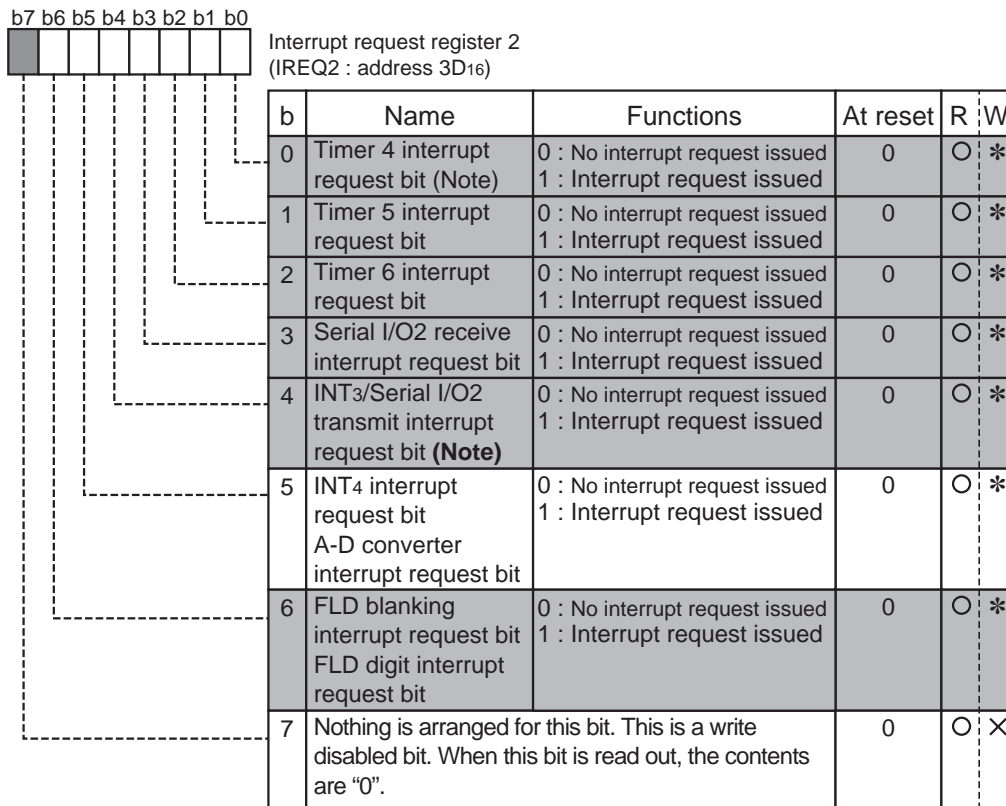 b7 b6 b5 b4 b3 b2 b1 b0
Interrupt request register 2
(IREQ2 : address 3D16)
b Name Functions At reset R W
0 Timer 4 interrupt 0 : No interrupt request issued 0 ○ ✻
request bit (Note) 1 : Interrupt request issued
1 Timer 5 interrupt 0 : No interrupt request issued 0 ○ ✻
request bit 1 : Interrupt request issued
2 Timer 6 interrupt 0 : No interrupt request issued 0 ○ ✻
request bit 1 : Interrupt request issued
3 Serial I/O2 receive 0 : No interrupt request issued 0 ○ ✻
interrupt request bit 1 : Interrupt request issued
4 INT3/Serial I/O2 0 : No interrupt request issued 0 ○ ✻
transmit interrupt 1 : Interrupt request issued
request bit (Note)
5 INT4 interrupt 0 : No interrupt request issued 0 ○ ✻
request bit 1 : Interrupt request issued
A-D converter
interrupt request bit
6 FLD blanking 0 : No interrupt request issued 0 ○ ✻
interrupt request bit 1 : Interrupt request issued
FLD digit interrupt
request bit
7 Nothing is arranged for this bit. This is a write 0 ○ ×
disabled bit. When this bit is read out, the contents
are “0”.